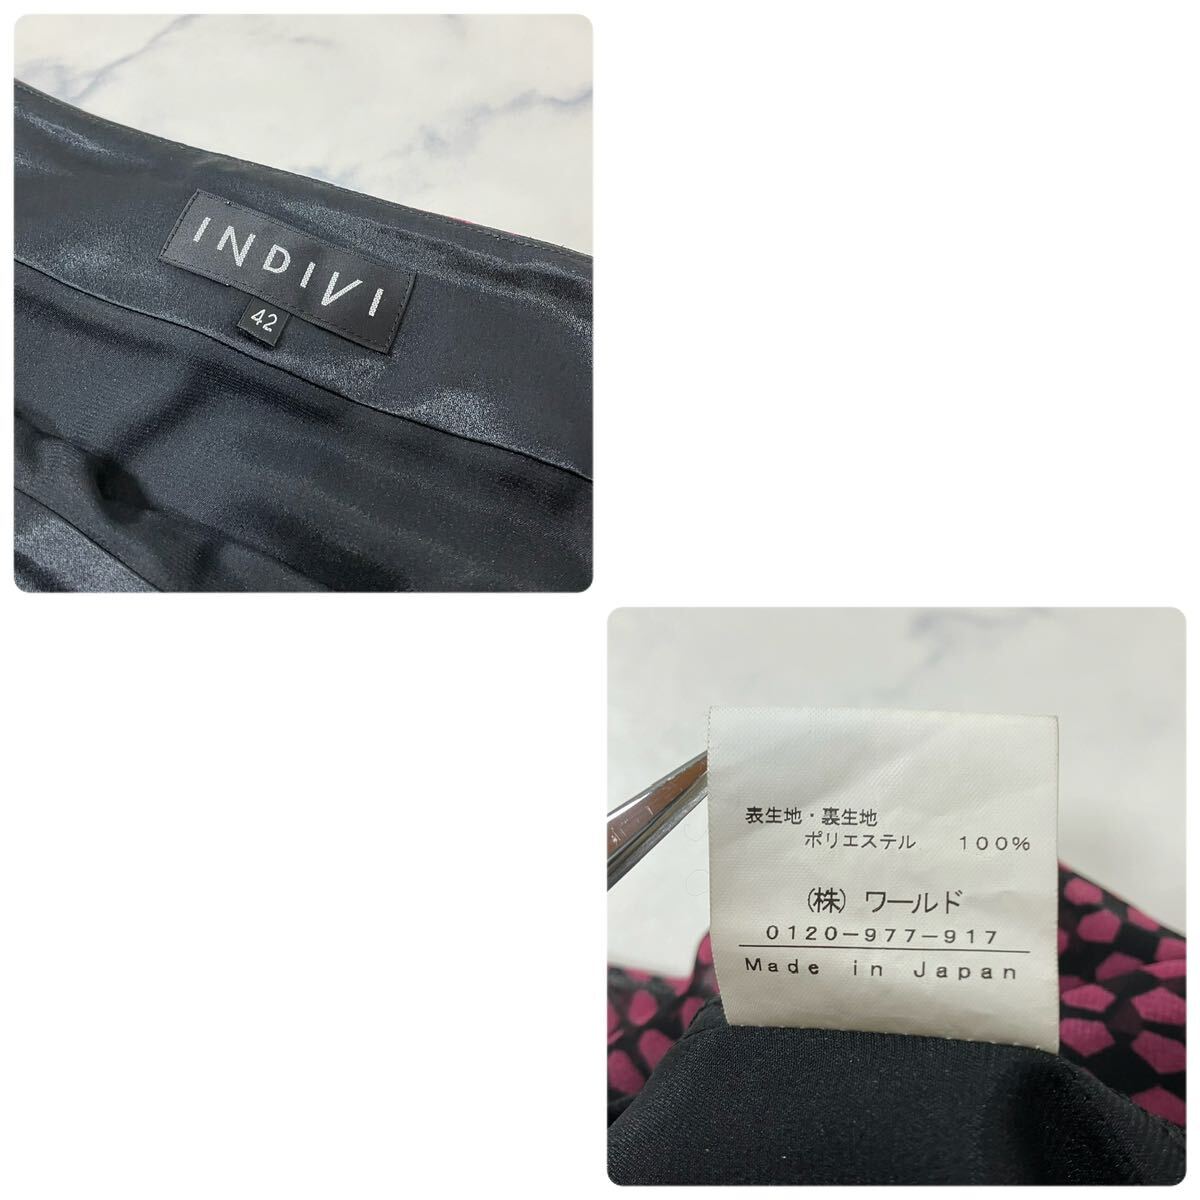 INDIVI
42
表生地・裏生地
ポリエステル 100%
(株) ワールド
0120-977-917
Made in Japan